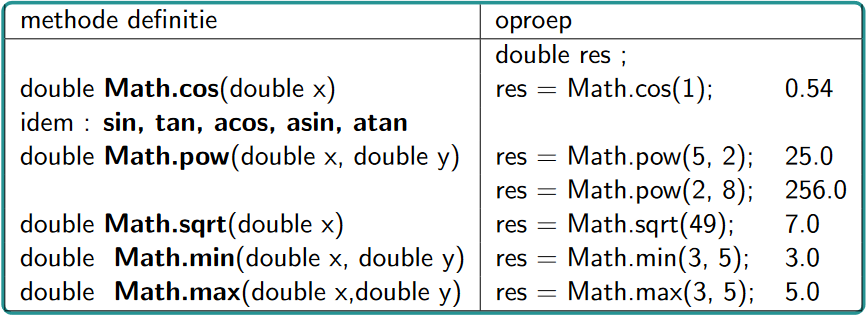 methode definitie oproep
double res ;
double Math.cos(double x) res = Math.cos(1); 0.54
idem : sin, tan, acos, asin, atan
double Math.pow(double x, double y) res = Math.pow(5, 2); 25.0
res = Math.pow(2, 8); 256.0
double Math.sqrt(double x) res = Math.sqrt(49); 7.0
double Math.min(double x, double y) res = Math.min(3, 5); 3.0
double Math.max(double x,double y) res = Math.max(3, 5); 5.0